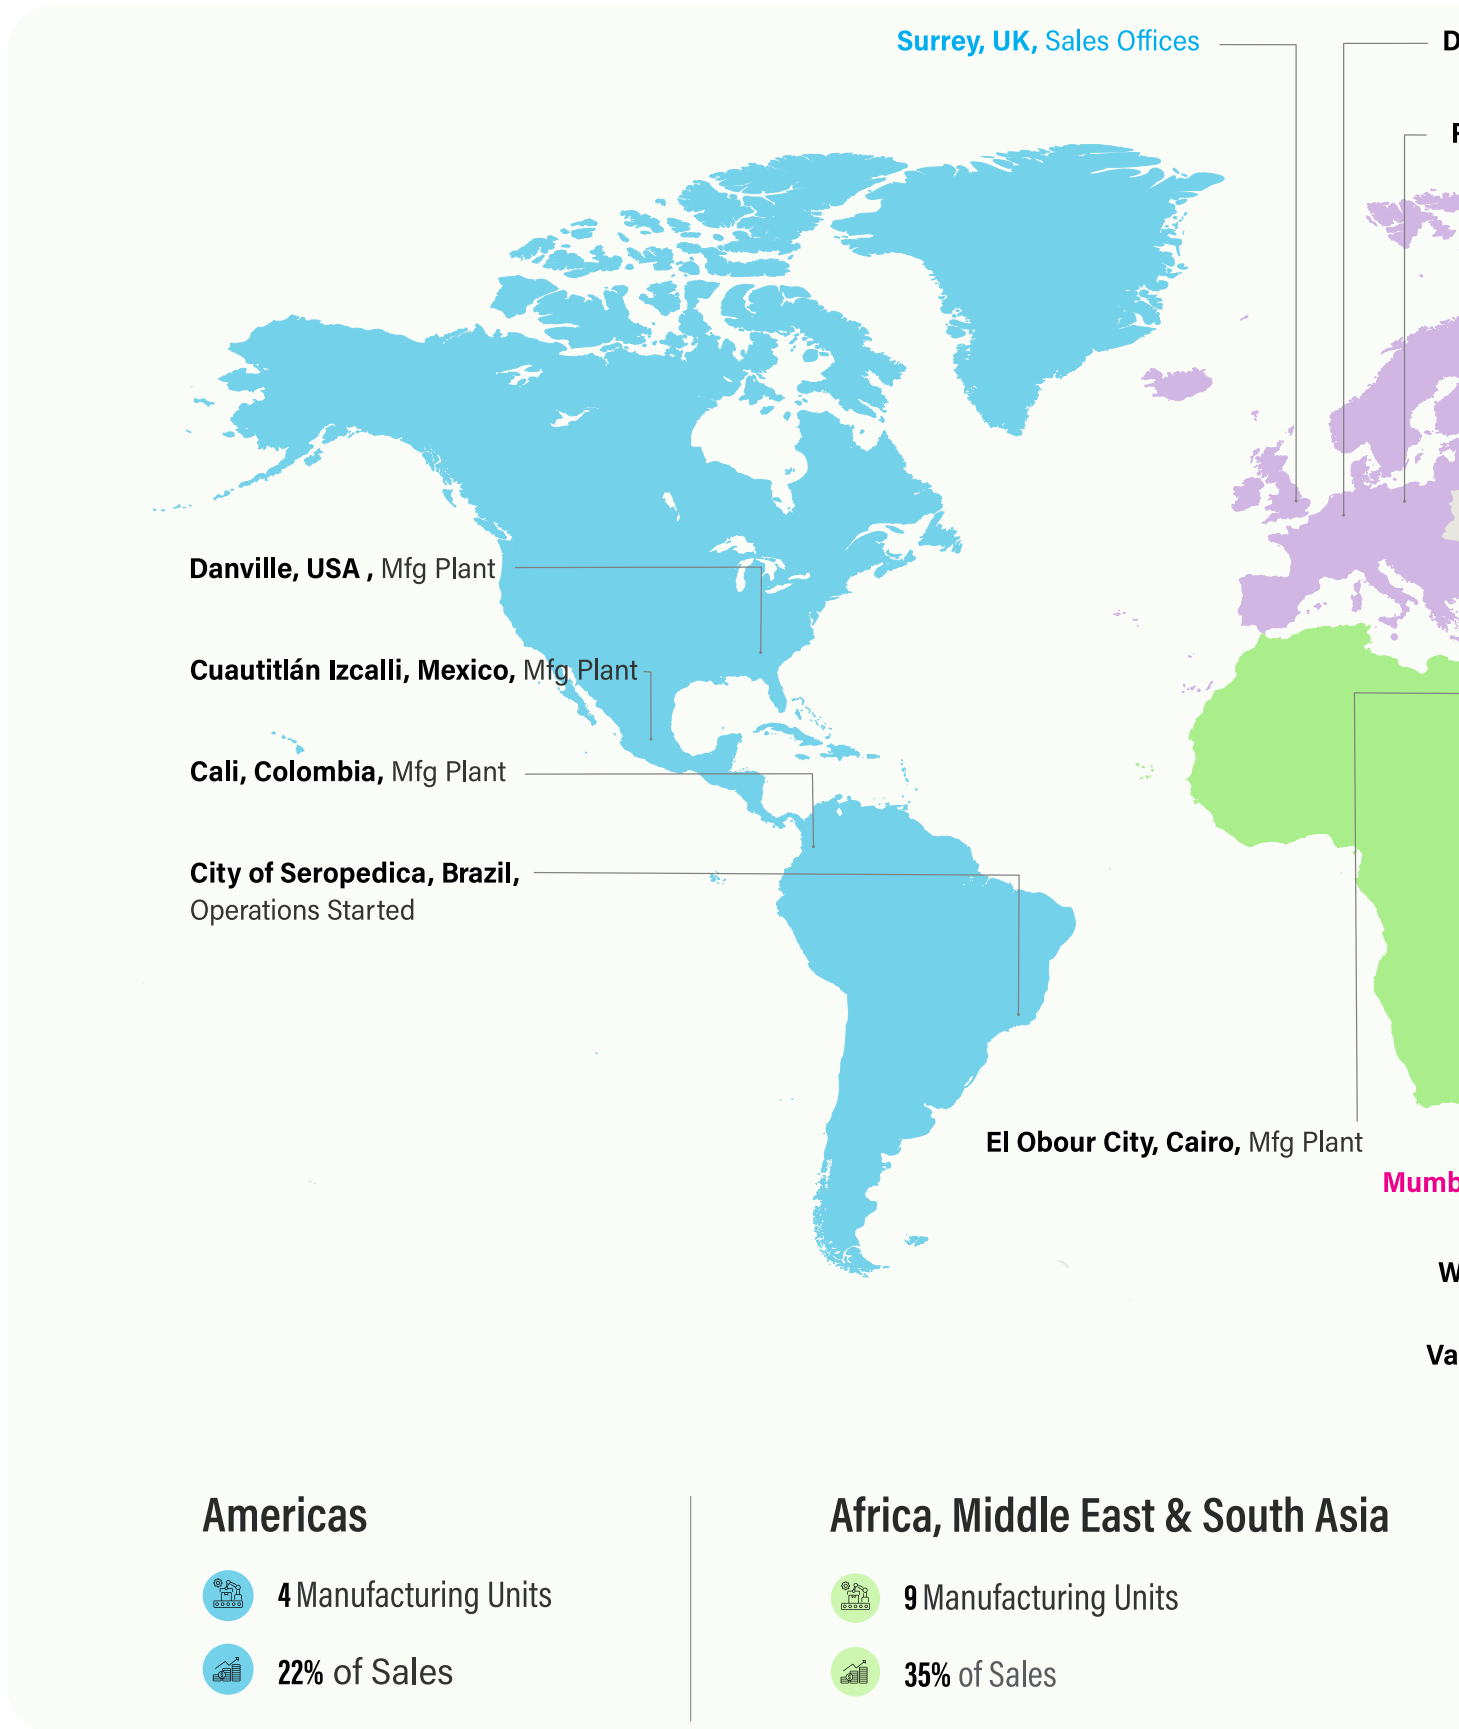 Surrey, UK, Sales Offices
D
Danville, USA , Mfg Plant
Cuautitlán Izcalli, Mexico, Mfg Plant
Cali, Colombia, Mfg Plant
City of Seropedica, Brazil,
Operations Started
El Obour City, Cairo, Mfg Plant
Mumb
W
Va
Americas
4 Manufacturing Units
22% of Sales
Africa, Middle East & South Asia
9 Manufacturing Units
35% of Sales